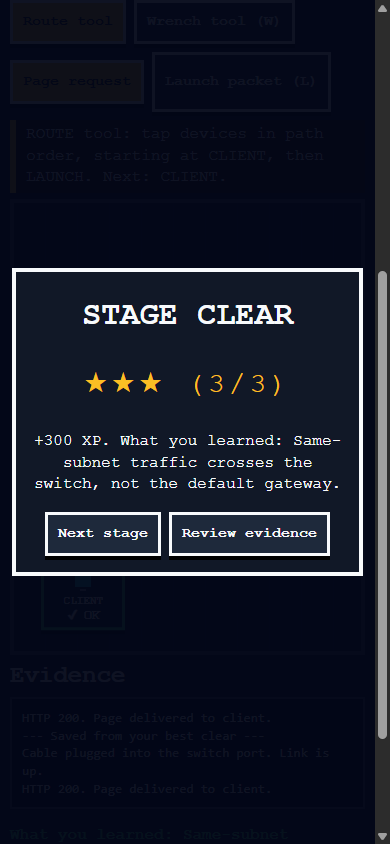 Route tool
Wrench tool (W)
Page request
Launch packet (L)
ROUTE tool: tap devices in path
order, starting at CLIENT, then
LAUNCH. Next: CLIENT.
STAGE CLEAR
★★★ (3/3)
+300 XP. What you learned: Same-
subnet traffic crosses the
switch, not the default gateway.
Next stage
Review evidence
CLIENT
✓ OK
Evidence
HTTP 200. Page delivered to client.
--- Saved from your best clear ---
Cable plugged into the switch port. Link is
up.
HTTP 200. Page delivered to client.
What you learned: Same-subnet